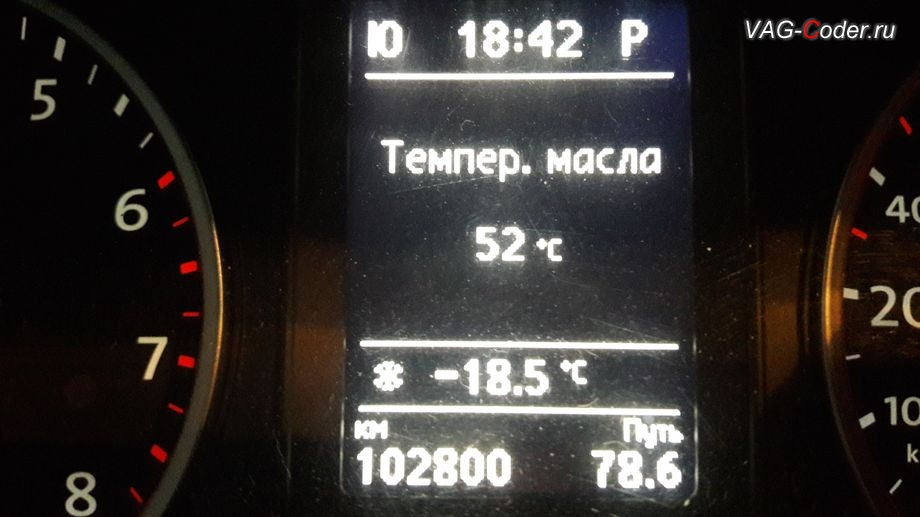 VAG-Coder.ru
Ю 18:42 P
Темпер. масла
52 °C
-18.5 °C
км Путь
102800 78.6
5
6
7
8
40
20
10
k